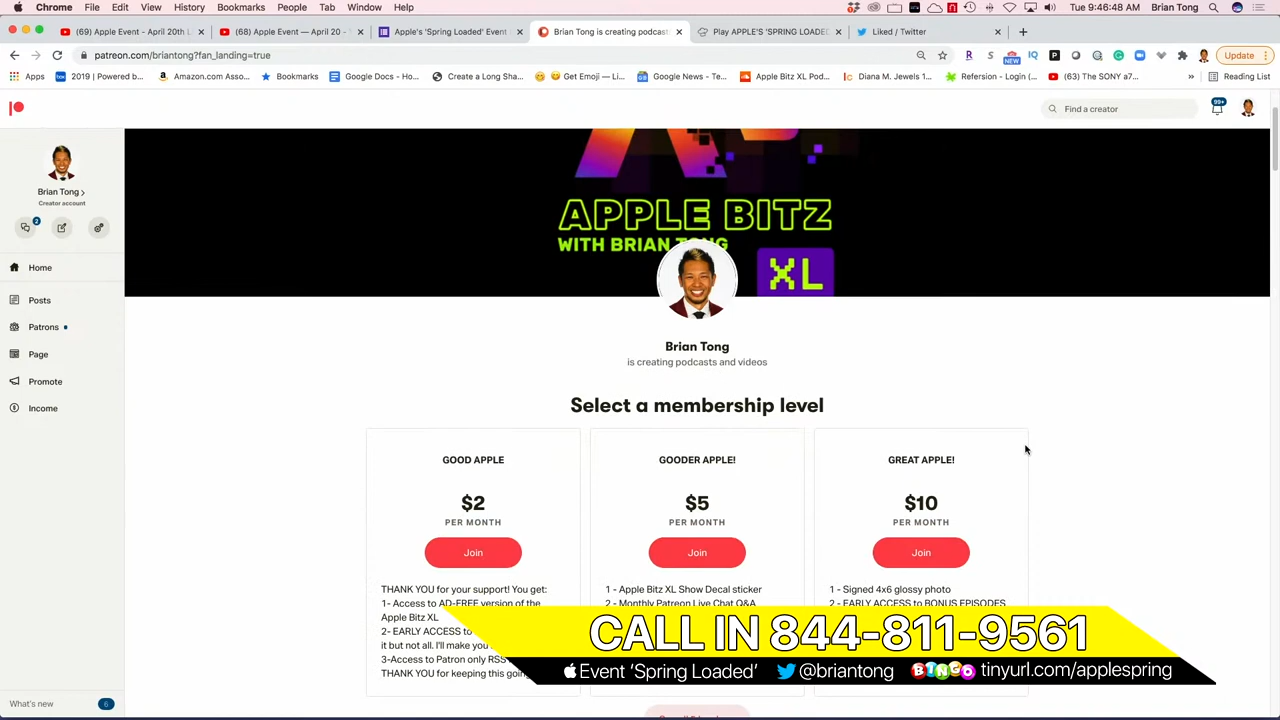 Chrome File Edit View History Bookmarks People Tab Window Help Tue 9:46:48 AM Brian Tong
(69) Apple Event - April 20th L
(68) Apple Event — April 20 -
Apple's 'Spring Loaded' Event
Brian Tong is creating podcast
Play APPLE'S 'SPRING LOADED
Liked / Twitter
patreon.com/briantong?fan_landing=true
NEW
IQ
Update
Apps
2019 | Powered b...
Amazon.com Asso...
Bookmarks
Google Docs - Ho...
Create a Long Sha...
Get Emoji — Li...
Google News - Te...
Apple Bitz XL Pod...
Diana M. Jewels 1...
Refersion - Login (...
(63) The SONY a7...
»
Reading List
Find a creator
99+
Brian Tong
Creator account
2
Home
Posts
Patrons
Page
Promote
Income
What's new
6
APPLE BITZ
WITH BRIAN TONG
XL
Brian Tong
is creating podcasts and videos
Select a membership level
GOOD APPLE
$2
PER MONTH
Join
THANK YOU for your support! You get:
1- Access to AD-FREE version of the
Apple Bitz XL
2- EARLY ACCESS to
it but not all. I'll make you
3-Access to Patron only RSS
THANK YOU for keeping this going
GOODER APPLE!
$5
PER MONTH
Join
1 - Apple Bitz XL Show Decal sticker
2 - Monthly Patreon Live Chat Q&A
GREAT APPLE!
$10
PER MONTH
Join
1 - Signed 4x6 glossy photo
2 - EARLY ACCESS to BONUS EPISODES
CALL IN 844-811-9561
Event 'Spring Loaded' @briantong BINGO tinyurl.com/applespring